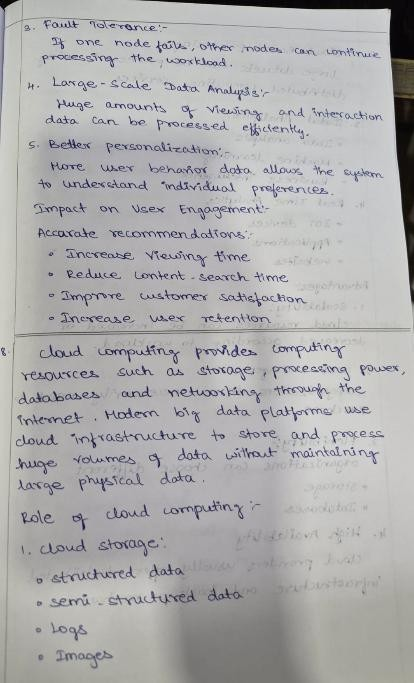 3. Fault Tolerance:-
If one node fails, other nodes can continue
processing the workload.
4. Large-Scale Data Analysis:-
Huge amounts of viewing and interaction
data can be processed efficiently.
5. Better personalization:-
More user behavior data allows the system
to understand individual preferences.
Impact on User Engagement:-
Accarate recommendations:-
• Increase viewing time
• Reduce content-search time
• Improve customer satisfaction
• Increase user retention
8. Cloud computing provides computing
resources such as storage, processing power,
databases and networking through the
internet. Modern big data platforms use
cloud infrastructure to store and process
huge volumes of data without maintaining
large physical data.
Role of cloud computing:-
1. cloud storage:
• structured data
• semi-structured data
• Logs
• Images